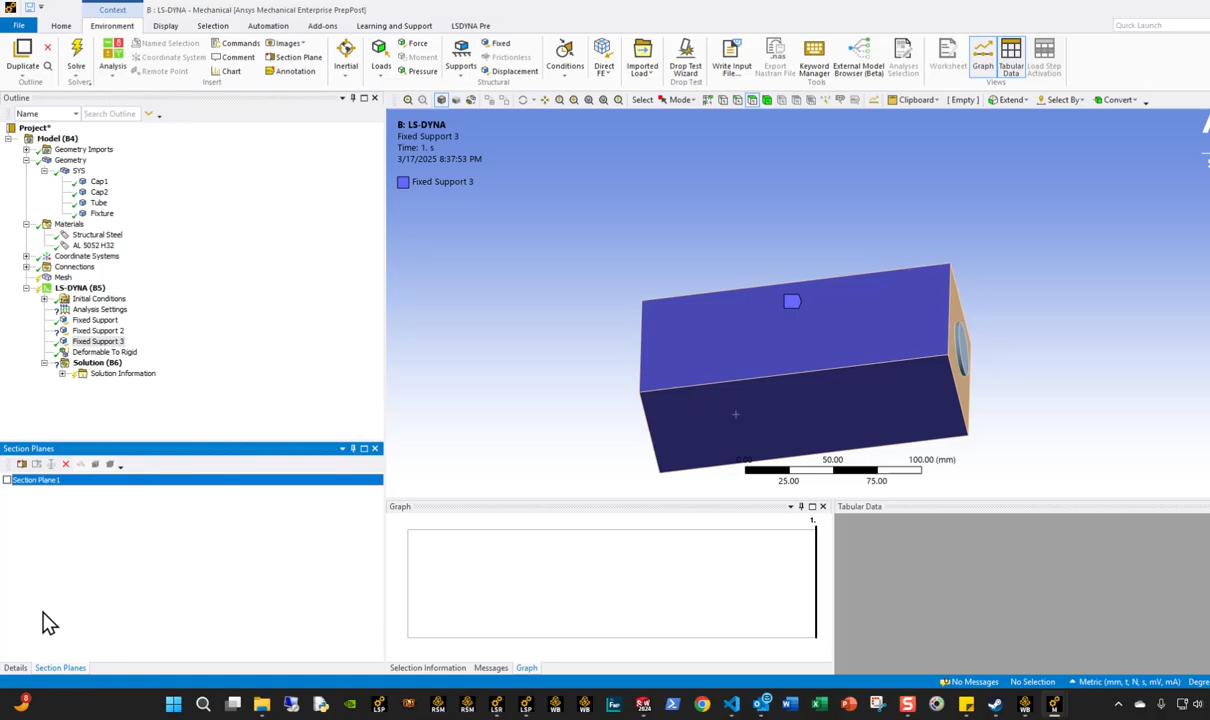 Context
B : LS-DYNA - Mechanical [Ansys Mechanical Enterprise PrepPost]
File Home Environment Display Selection Automation Add-ons Learning and Support LSDYNA Pre
Quick Launch
Duplicate
Outline
Solve
Solver
Analysis
Named Selection
Coordinate System
Remote Point
Commands
Comment
Chart
Images
Section Plane
Annotation
Insert
Inertial
Loads
Force
Moment
Pressure
Supports
Fixed
Frictionless
Displacement
Structural
Conditions
Direct
FE
Imported
Load
Drop Test
Wizard
Drop Test
Write Input
File...
Export
Nastran File
Keyword
Manager
External Model
Browser (Beta)
Analyses
Selection
Tools
Worksheet
Graph
Tabular
Data
Load Step
Activation
Views
Outline
Name
Search Outline
Select Mode
Clipboard [ Empty ] Extend Select By Convert
Project*
Model (B4)
Geometry Imports
Geometry
SYS
Cap1
Cap2
Tube
Fixture
Materials
Structural Steel
AL 5052 H32
Coordinate Systems
Connections
Mesh
LS-DYNA (B5)
Initial Conditions
Analysis Settings
Fixed Support
Fixed Support 2
Fixed Support 3
Deformable To Rigid
Solution (B6)
Solution Information
B: LS-DYNA
Fixed Support 3
Time: 1. s
3/17/2025 8:37:53 PM
Fixed Support 3
50.00 100.00 (mm)
25.00 75.00
Section Planes
Section Plane 1
Graph
1.
Tabular Data
Details Section Planes
Selection Information Messages Graph
No Messages No Selection Metric (mm, t, N, s, mV, mA) Degre